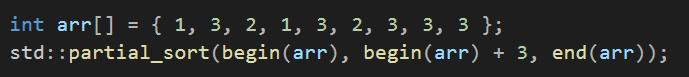 int arr[] = { 1, 3, 2, 1, 3, 2, 3, 3, 3 };
std::partial_sort(begin(arr), begin(arr) + 3, end(arr));